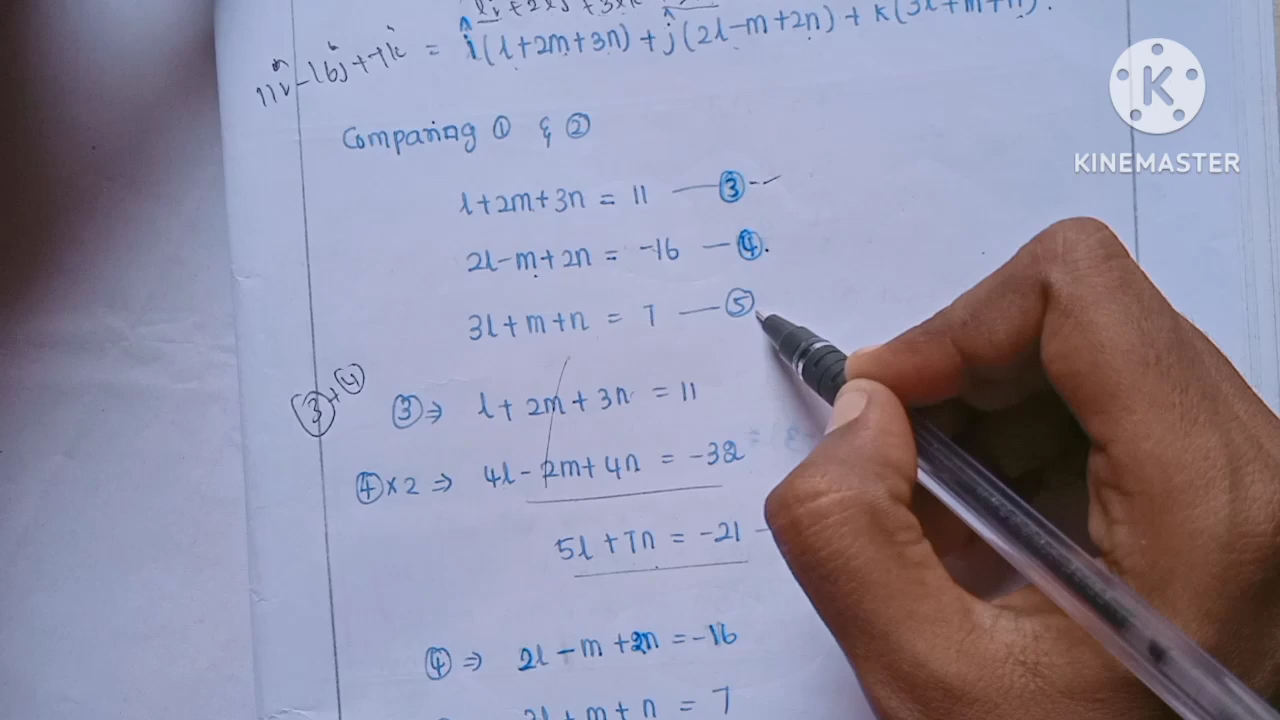 11i - 16j + 7k = i(l+2m+3n) + j(2l-m+2n) + k(3l+m+n).
Comparing ① & ②
l+2m+3n = 11 — ③
2l-m+2n = -16 — ④.
3l+m+n = 7 — ⑤
③+④
③ ⇒ l+2m+3n = 11
④×2 ⇒ 4l-2m+4n = -32
5l+7n = -21 —
④ ⇒ 2l-m+2n = -16
3l+m+n = 7
K
KINEMASTER